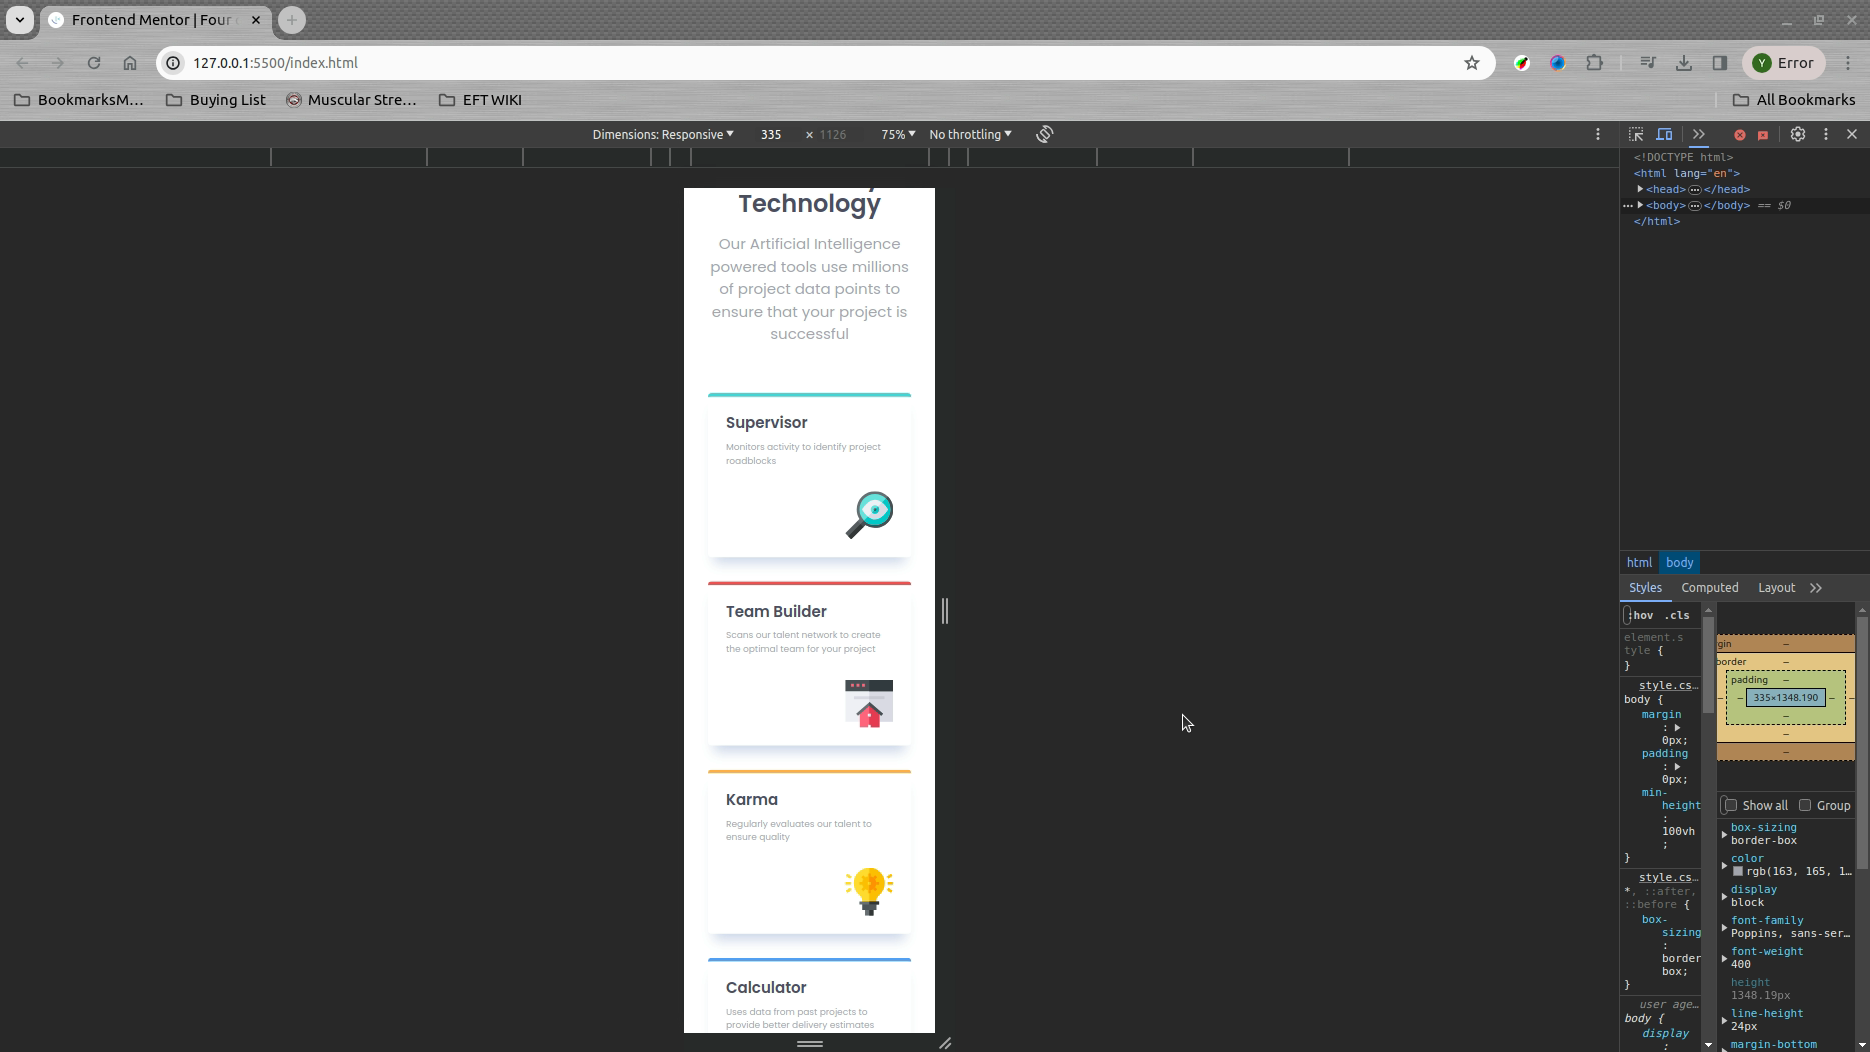 Frontend Mentor | Four
127.0.0.1:5500/index.html
Y Error
BookmarksM…
Buying List
Muscular Stre…
EFT WIKI
All Bookmarks
Dimensions: Responsive 335 × 1126 75% No throttling
Technology
Our Artificial Intelligence
powered tools use millions
of project data points to
ensure that your project is
successful
Supervisor
Monitors activity to identify project
roadblocks
Team Builder
Scans our talent network to create
the optimal team for your project
Karma
Regularly evaluates our talent to
ensure quality
Calculator
Uses data from past projects to
provide better delivery estimates
<!DOCTYPE html>
<html lang="en">
<head> … </head>
… <body> … </body> == $0
</html>
html body
Styles Computed Layout
:hov .cls
element.s
tyle {
}
style.cs…
body {
margin
: 
0px;
padding
: 
0px;
min-
height
:
100vh
;
}
style.cs…
*, ::after,
::before {
box-
sizing
:
border
box;
}
user age…
body {
display
:
gin –
border –
padding –
– – 335×1348.190 – –
–
–
–
Show all Group
box-sizing
border-box
color
rgb(163, 165, 1…
display
block
font-family
Poppins, sans-ser…
font-weight
400
height
1348.19px
line-height
24px
margin-bottom